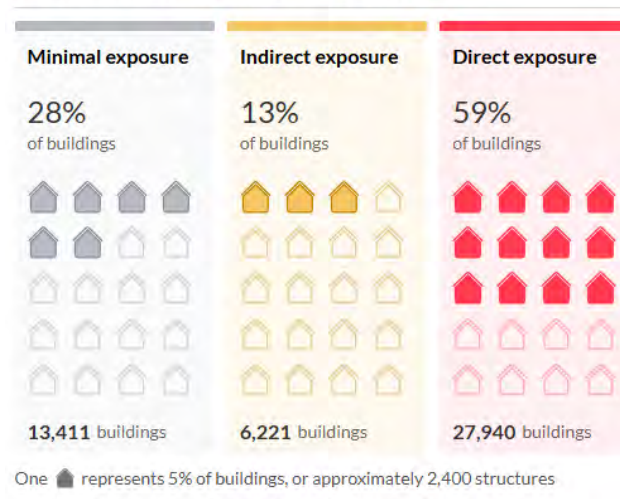 Minimal exposure
28%
of buildings
13,411 buildings
Indirect exposure
13%
of buildings
6,221 buildings
Direct exposure
59%
of buildings
27,940 buildings
One represents 5% of buildings, or approximately 2,400 structures